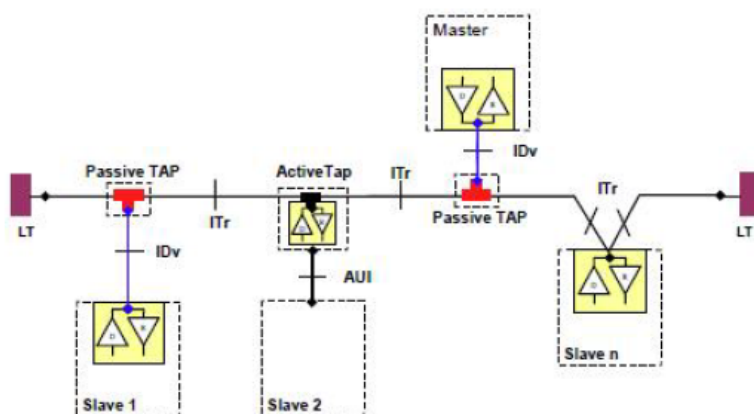 Master
IDv
Passive TAP
ActiveTap
ITr
ITr
ITr
Passive TAP
LT
LT
IDv
AUI
Slave 1
Slave 2
Slave n